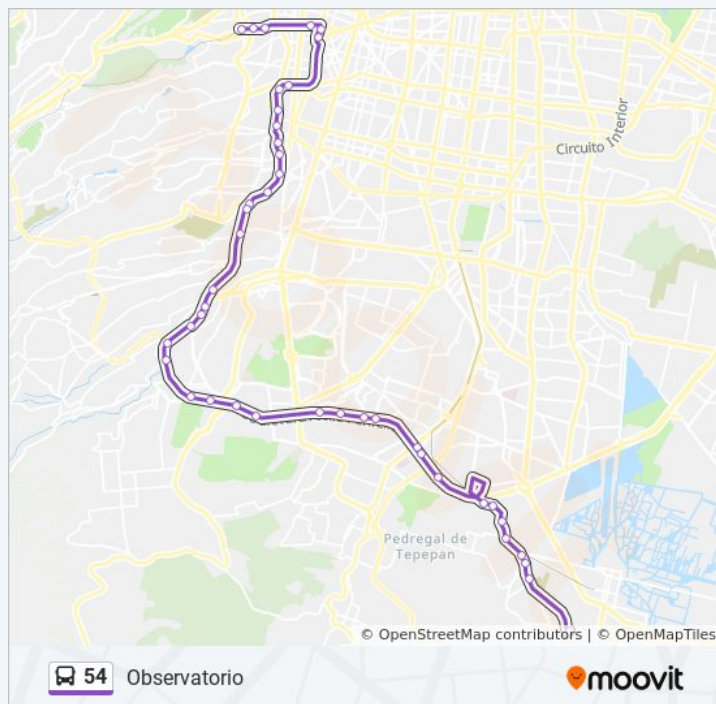 Circuito Interior
Pedregal de
Tepepan
© OpenStreetMap contributors | © OpenMapTiles
54 Observatorio
moovit